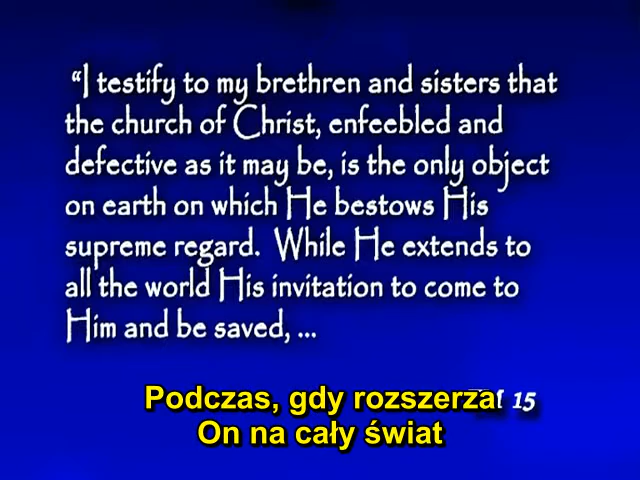 “I testify to my brethren and sisters that
the church of Christ, enfeebled and
defective as it may be, is the only object
on earth on which He bestows His
supreme regard.  While He extends to
all the world His invitation to come to
Him and be saved, ...
15
Podczas, gdy rozszerza
On na cały świat